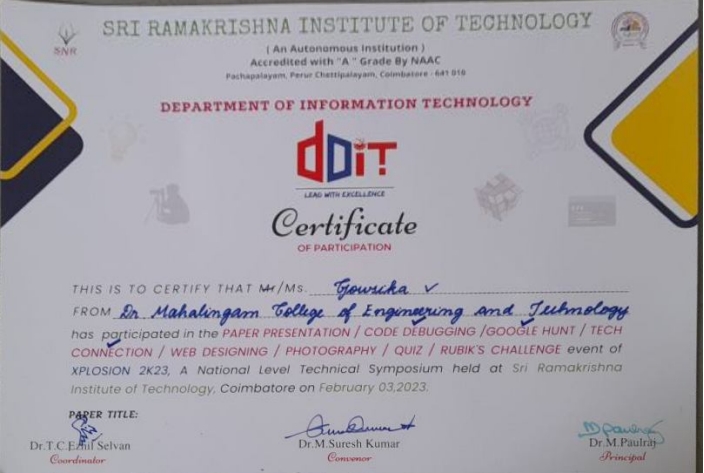 SRI RAMAKRISHNA INSTITUTE OF TECHNOLOGY
SNR
( An Autonomous Institution )
Accredited with "A " Grade By NAAC
Pachapalayam, Perur Chettipalayam, Coimbatore - 641 010
DEPARTMENT OF INFORMATION TECHNOLOGY
DDIT
LEAD WITH EXCELLENCE
Certificate
OF PARTICIPATION
THIS IS TO CERTIFY THAT Mr/Ms. Gowsika V
FROM Dr Mahalingam College of Engineering and Technology
has participated in the PAPER PRESENTATION / CODE DEBUGGING /GOOGLE HUNT / TECH
CONNECTION / WEB DESIGNING / PHOTOGRAPHY / QUIZ / RUBIK'S CHALLENGE event of
XPLOSION 2K23, A National Level Technical Symposium held at Sri Ramakrishna
Institute of Technology, Coimbatore on February 03,2023.
PAPER TITLE:
Dr.T.C.Ezhil Selvan Dr.M.Suresh Kumar Dr.M.Paulraj
Coordinator Convenor Principal